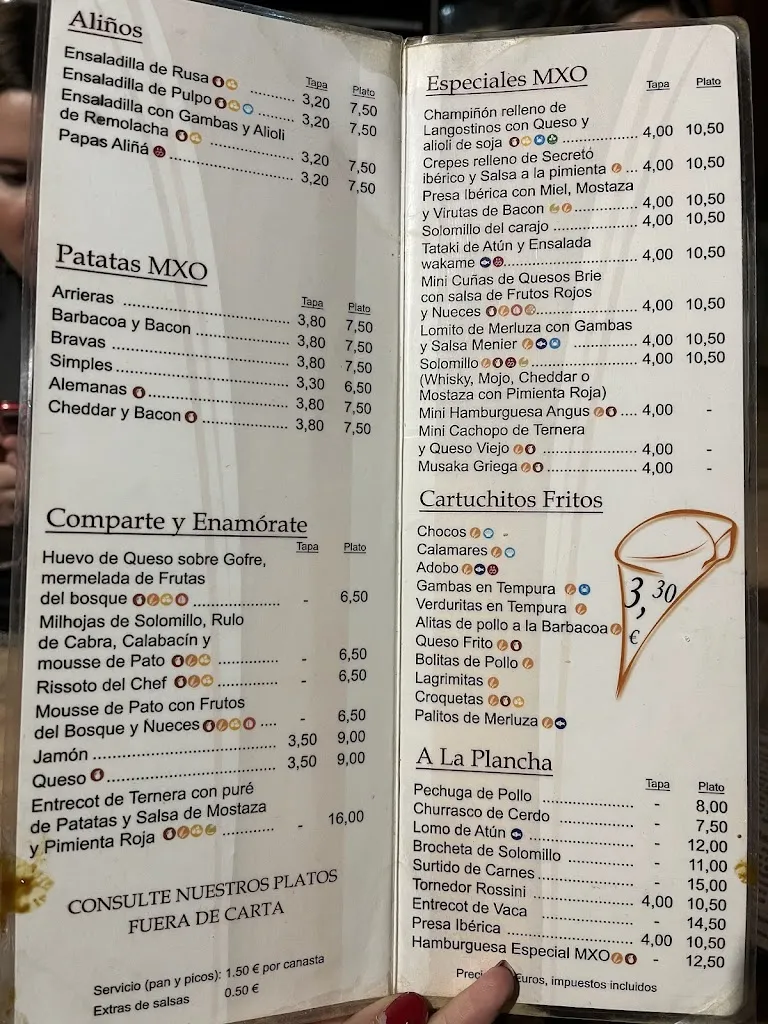 Aliños
Tapa Plato
Ensaladilla de Rusa .......... 3,20 7,50
Ensaladilla de Pulpo .......... 3,20 7,50
Ensaladilla con Gambas y Alioli
de Remolacha .......... 3,20 7,50
Papas Aliñá .......... 3,20 7,50
Patatas MXO
Tapa Plato
Arrieras .......... 3,80 7,50
Barbacoa y Bacon .......... 3,80 7,50
Bravas .......... 3,80 7,50
Simples .......... 3,30 6,50
Alemanas .......... 3,80 7,50
Cheddar y Bacon .......... 3,80 7,50
Comparte y Enamórate
Tapa Plato
Huevo de Queso sobre Gofre,
mermelada de Frutas
del bosque .......... - 6,50
Milhojas de Solomillo, Rulo
de Cabra, Calabacín y
mousse de Pato .......... - 6,50
Rissoto del Chef .......... - 6,50
Mousse de Pato con Frutos
del Bosque y Nueces .... - 6,50
Jamón .......... 3,50 9,00
Queso .......... 3,50 9,00
Entrecot de Ternera con puré
de Patatas y Salsa de Mostaza
y Pimienta Roja .......... - 16,00
CONSULTE NUESTROS PLATOS
FUERA DE CARTA
Servicio (pan y picos): 1.50 € por canasta
Extras de salsas 0.50 €
Especiales MXO
Tapa Plato
Champiñón relleno de
Langostinos con Queso y
alioli de soja .......... 4,00 10,50
Crepes relleno de Secreto
ibérico y Salsa a la pimienta ... 4,00 10,50
Presa Ibérica con Miel, Mostaza
y Virutas de Bacon .......... 4,00 10,50
Solomillo del carajo .......... 4,00 10,50
Tataki de Atún y Ensalada
wakame .......... 4,00 10,50
Mini Cuñas de Quesos Brie
con salsa de Frutos Rojos
y Nueces .......... 4,00 10,50
Lomito de Merluza con Gambas
y Salsa Menier .......... 4,00 10,50
Solomillo .......... 4,00 10,50
(Whisky, Mojo, Cheddar o
Mostaza con Pimienta Roja)
Mini Hamburguesa Angus .... 4,00 -
Mini Cachopo de Ternera
y Queso Viejo .......... 4,00 -
Musaka Griega .......... 4,00 -
Cartuchitos Fritos
Chocos
Calamares
Adobo
Gambas en Tempura
Verduritas en Tempura
Alitas de pollo a la Barbacoa
Queso Frito
Bolitas de Pollo
Lagrimitas
Croquetas
Palitos de Merluza
3,30
€
A La Plancha
Tapa Plato
Pechuga de Pollo .......... - 8,00
Churrasco de Cerdo .......... - 7,50
Lomo de Atún .......... - 12,00
Brocheta de Solomillo .......... - 11,00
Surtido de Carnes .......... - 15,00
Tornedor Rossini .......... 4,00 10,50
Entrecot de Vaca .......... - 14,50
Presa Ibérica .......... 4,00 10,50
Hamburguesa Especial MXO - 12,50
Euros, impuestos incluidos